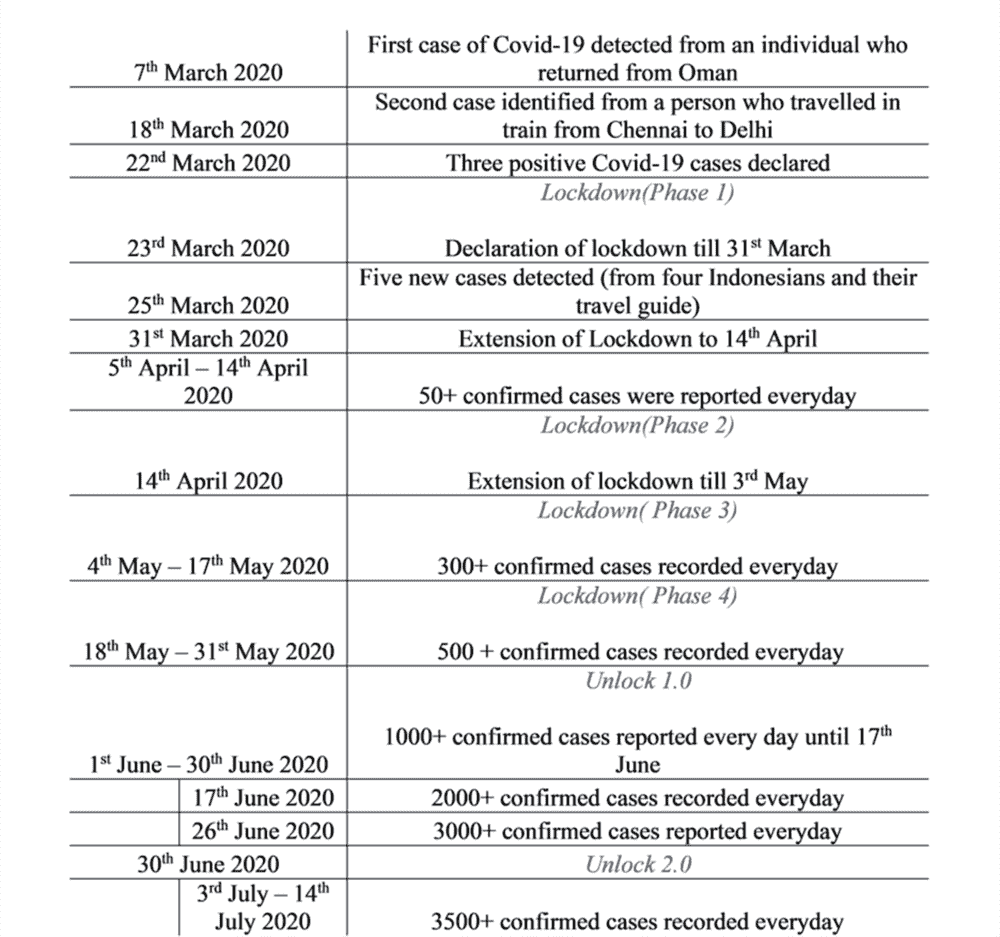 First case of Covid-19 detected from an individual who
7th March 2020 returned from Oman
Second case identified from a person who travelled in
18th March 2020 train from Chennai to Delhi
22nd March 2020 Three positive Covid-19 cases declared
Lockdown(Phase 1)
23rd March 2020 Declaration of lockdown till 31st March
Five new cases detected (from four Indonesians and their
25th March 2020 travel guide)
31st March 2020 Extension of Lockdown to 14th April
5th April – 14th April
2020 50+ confirmed cases were reported everyday
Lockdown(Phase 2)
14th April 2020 Extension of lockdown till 3rd May
Lockdown( Phase 3)
4th May – 17th May 2020 300+ confirmed cases recorded everyday
Lockdown( Phase 4)
18th May – 31st May 2020 500 + confirmed cases recorded everyday
Unlock 1.0
1000+ confirmed cases reported every day until 17th
1st June – 30th June 2020 June
17th June 2020 2000+ confirmed cases recorded everyday
26th June 2020 3000+ confirmed cases reported everyday
30th June 2020 Unlock 2.0
3rd July – 14th
July 2020 3500+ confirmed cases recorded everyday